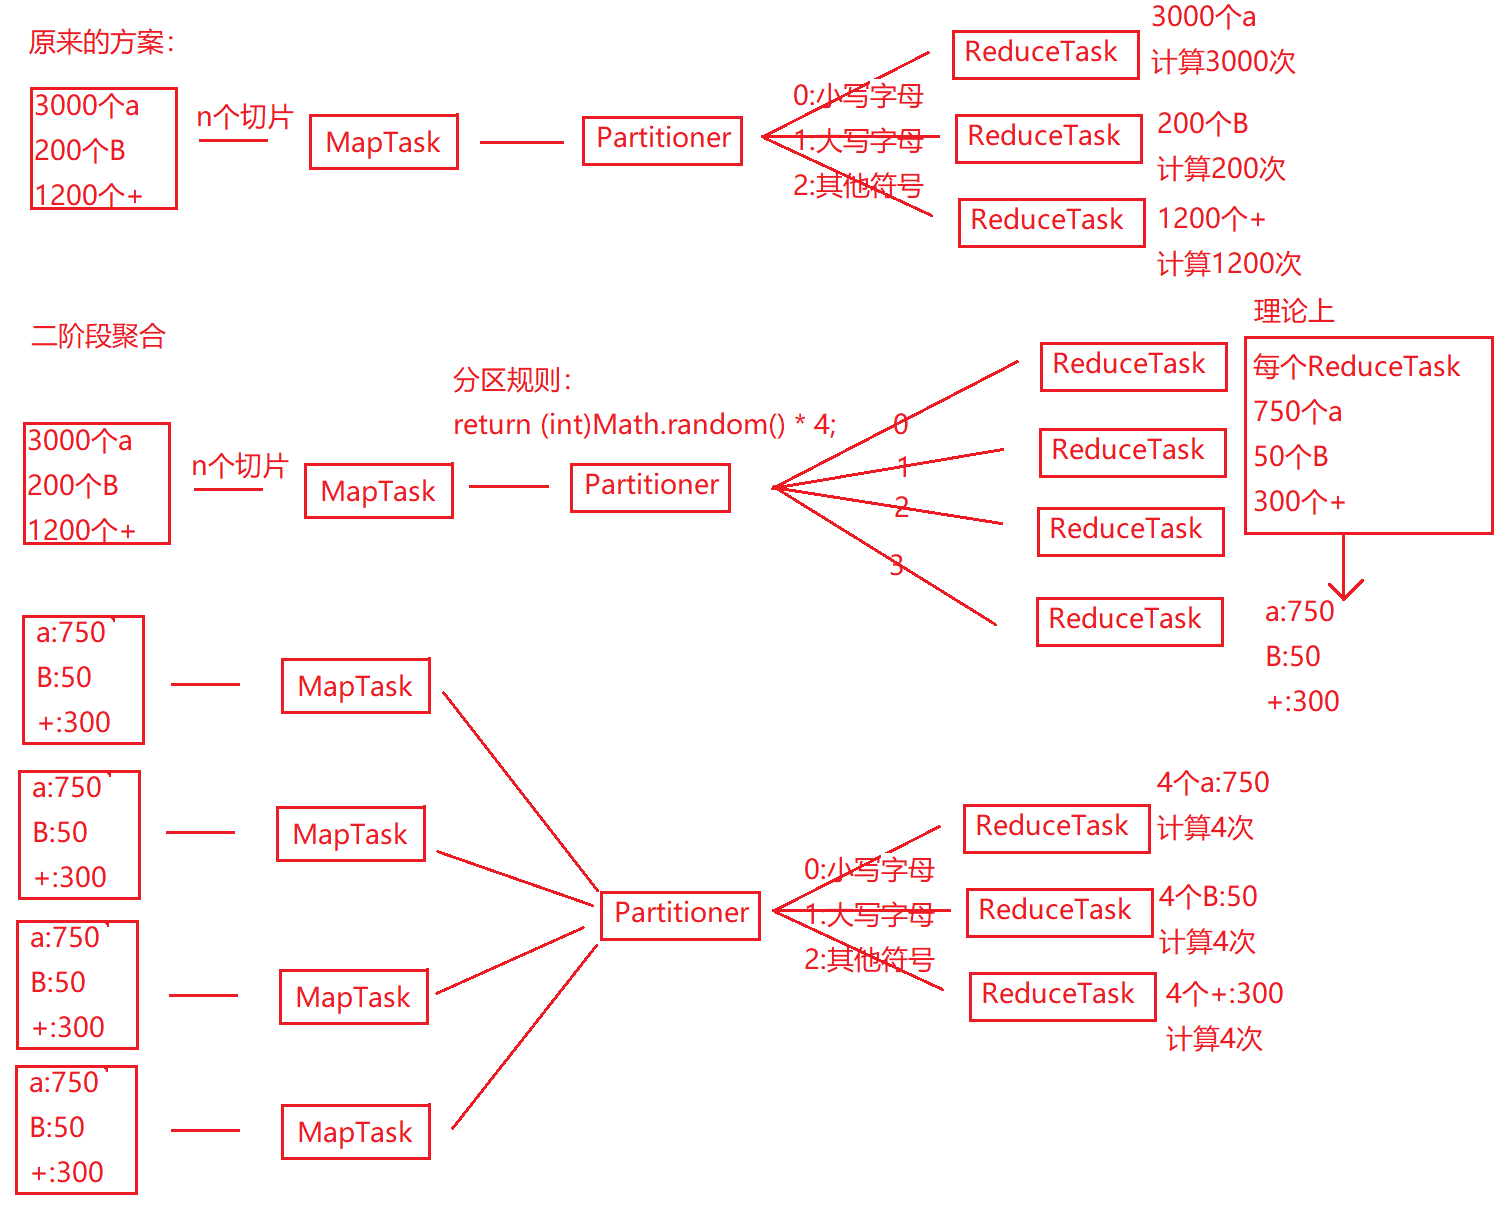 原来的方案：
3000个a
200个B
1200个+
n个切片
MapTask
Partitioner
0:小写字母
1:大写字母
2:其他符号
ReduceTask
3000个a
计算3000次
ReduceTask
200个B
计算200次
ReduceTask
1200个+
计算1200次
二阶段聚合
3000个a
200个B
1200个+
n个切片
MapTask
分区规则：
return (int)Math.random() * 4;
Partitioner
0
1
2
3
ReduceTask
ReduceTask
ReduceTask
ReduceTask
理论上
每个ReduceTask
750个a
50个B
300个+
a:750
B:50
+:300
a:750
B:50
+:300
MapTask
a:750
B:50
+:300
MapTask
a:750
B:50
+:300
MapTask
a:750
B:50
+:300
MapTask
Partitioner
0:小写字母
1:大写字母
2:其他符号
ReduceTask
4个a:750
计算4次
ReduceTask
4个B:50
计算4次
ReduceTask
4个+:300
计算4次